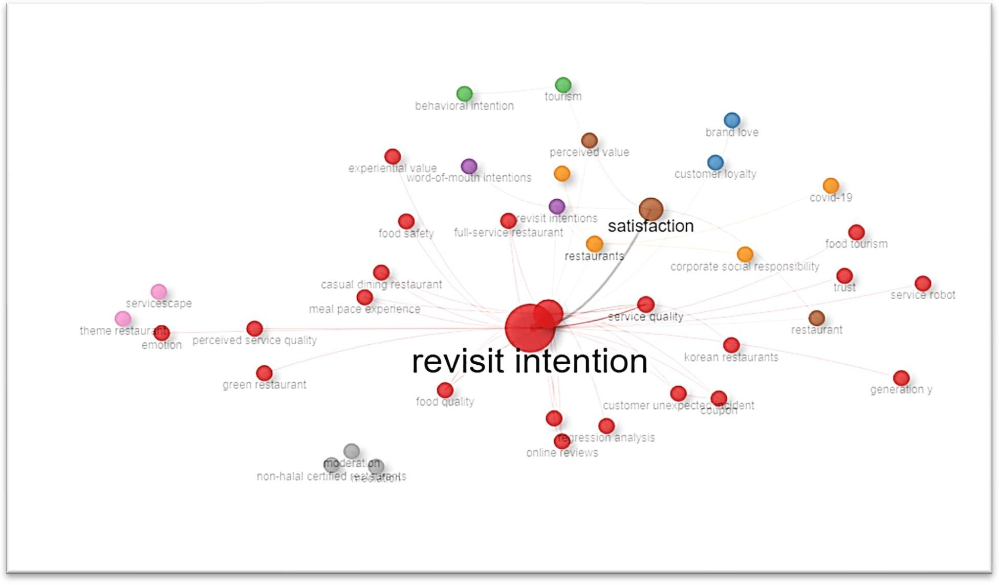 tourism
behavioral intention
brand love
perceived value
experiential value
customer loyalty
word-of-mouth intentions
covid-19
revisit intentions
satisfaction
full-service restaurant
food safety
food tourism
restaurants
corporate social responsibility
casual dining restaurant
trust
service robot
servicescape
meal pace experience
service quality
theme restaurant
restaurant
perceived service quality
emotion
korean restaurants
revisit intention
green restaurant
generation y
food quality
customer unexpected incident
coupon
regression analysis
online reviews
moderation
non-halal certified restaurants
mediation